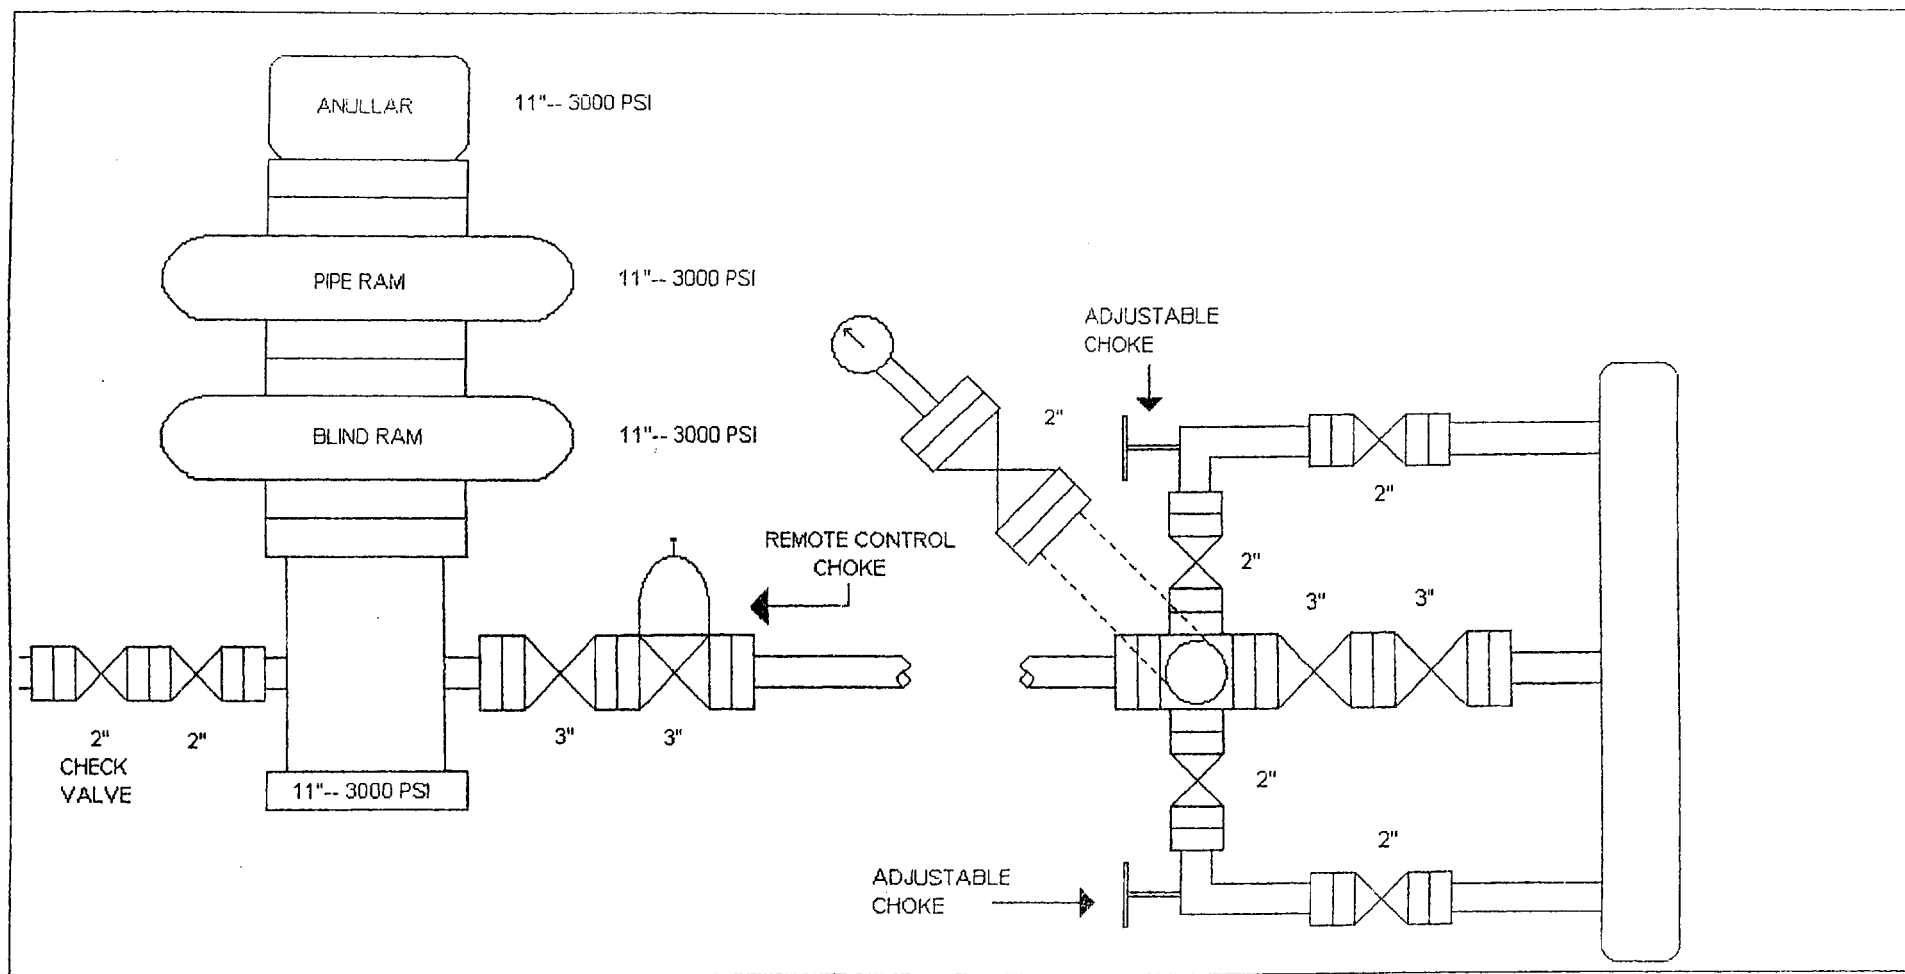 ANULLAR
11"-- 3000 PSI
PIPE RAM
11"-- 3000 PSI
BLIND RAM
11"-- 3000 PSI
REMOTE CONTROL
CHOKE
2"
CHECK
VALVE
2"
3"
3"
11"-- 3000 PSI
ADJUSTABLE
CHOKE
2"
2"
2"
3"
3"
2"
2"
ADJUSTABLE
CHOKE